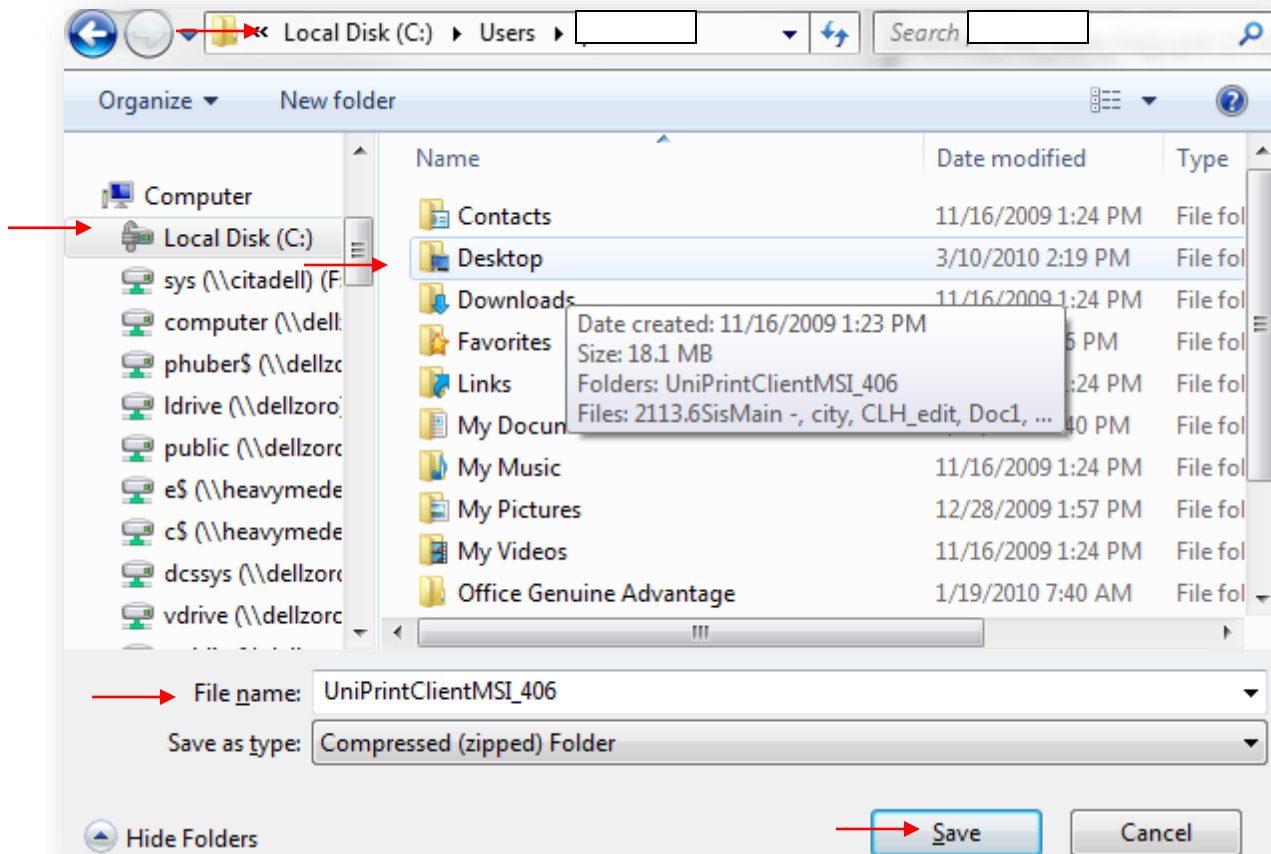 « Local Disk (C:) Users
Search
Organize New folder
Name Date modified Type
Computer
Local Disk (C:)
sys (\\citadell) (F:
computer (\\dell:
phuber$ (\\dellzo
ldrive (\\dellzoro)
public (\\dellzoro
e$ (\\heavymede
c$ (\\heavymede
dcssys (\\dellzoro
vdrive (\\dellzoro
Contacts 11/16/2009 1:24 PM File fol
Desktop 3/10/2010 2:19 PM File fol
Downloads 11/16/2009 1:24 PM File fol
Favorites 6 PM File fol
Links :24 PM File fol
My Docum 40 PM File fol
My Music 11/16/2009 1:24 PM File fol
My Pictures 12/28/2009 1:57 PM File fol
My Videos 11/16/2009 1:24 PM File fol
Office Genuine Advantage 1/19/2010 7:40 AM File fol
Date created: 11/16/2009 1:23 PM
Size: 18.1 MB
Folders: UniPrintClientMSI_406
Files: 2113.6SisMain -, city, CLH_edit, Doc1, ...
File name: UniPrintClientMSI_406
Save as type: Compressed (zipped) Folder
Hide Folders Save Cancel